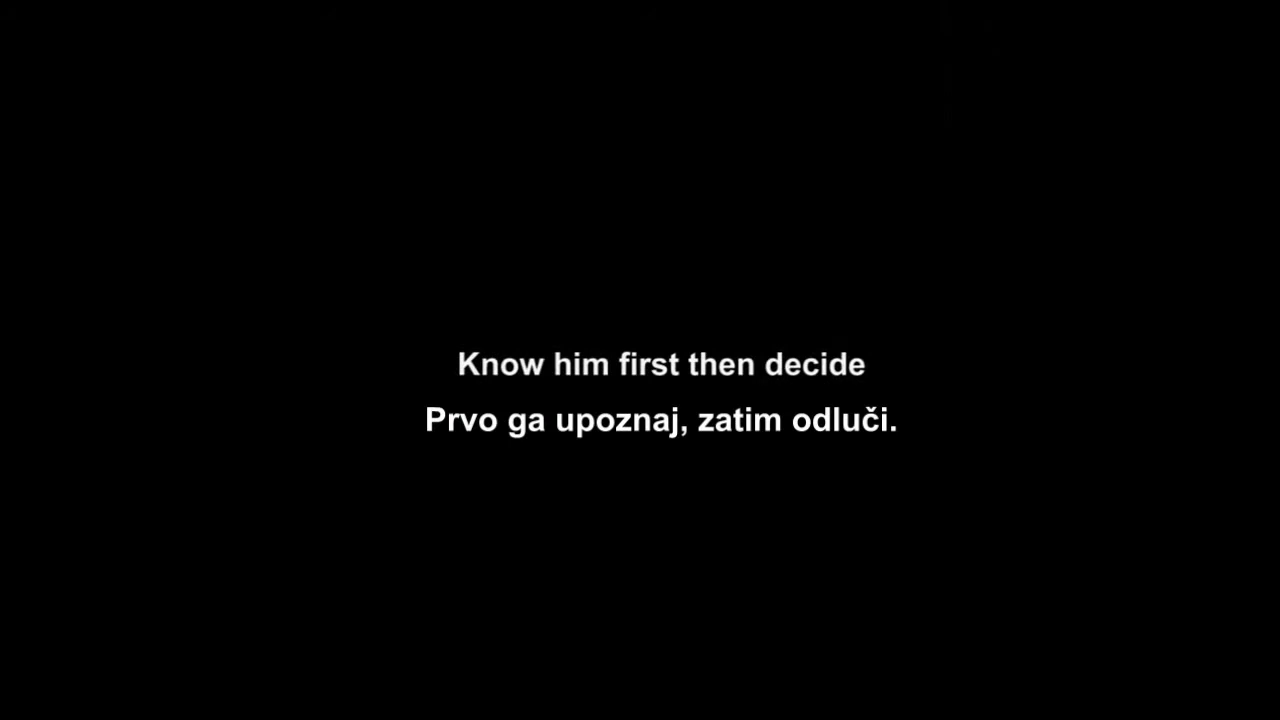 Know him first then decide
Prvo ga upoznaj, zatim odluči.